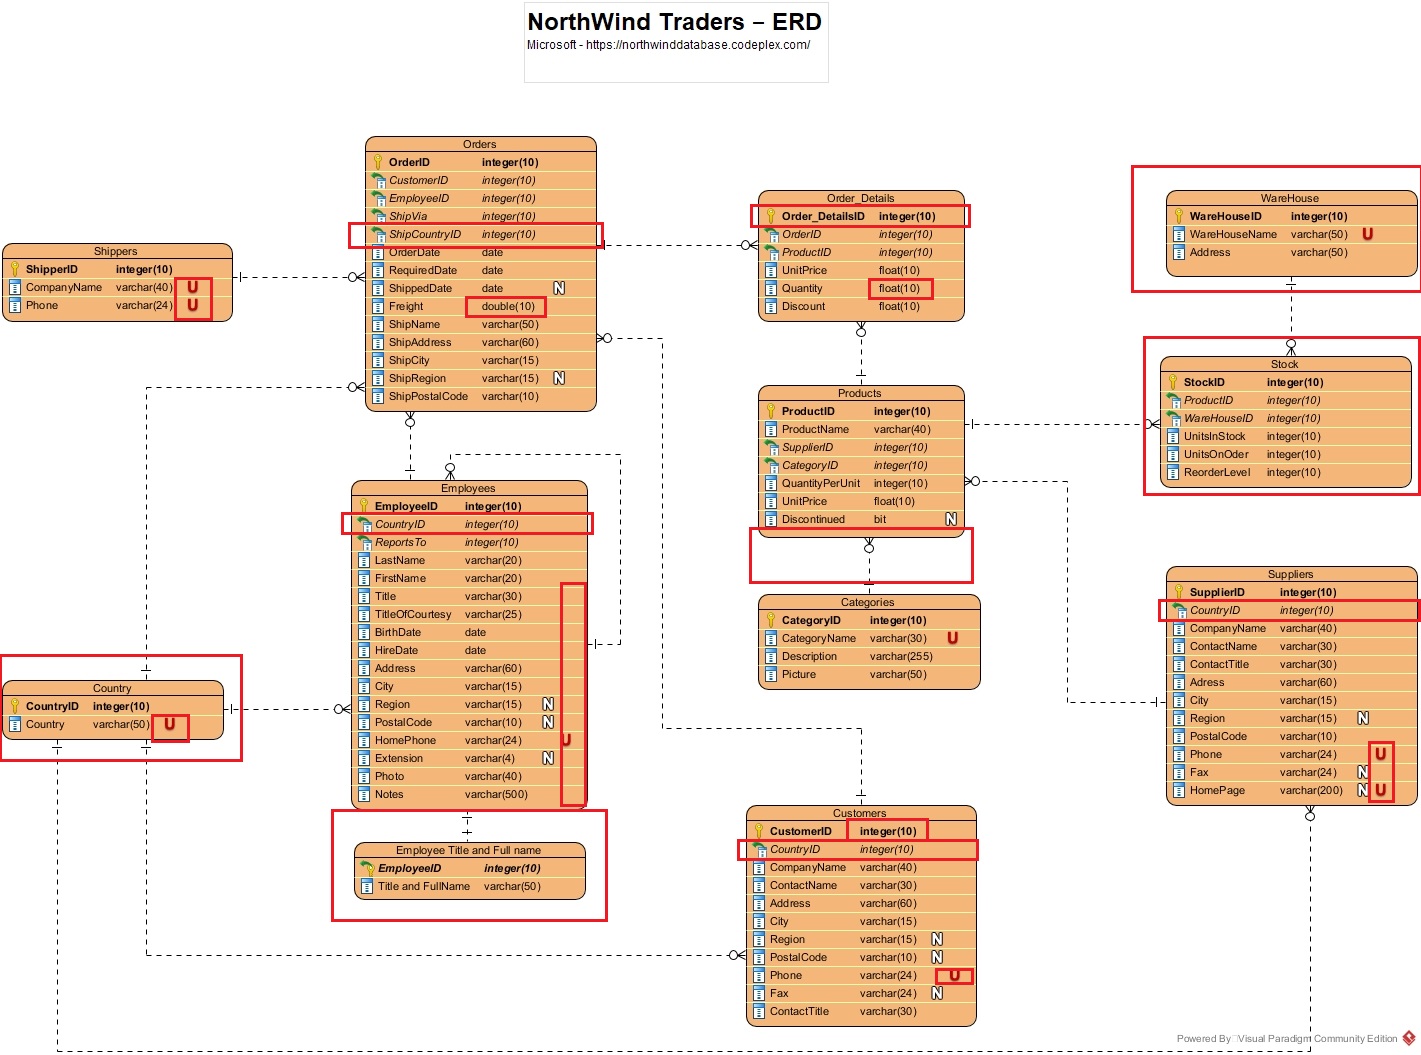 NorthWind Traders – ERD
Microsoft - https://northwinddatabase.codeplex.com/
Orders
OrderID integer(10)
CustomerID integer(10)
EmployeeID integer(10)
ShipVia integer(10)
ShipCountryID integer(10)
OrderDate date
RequiredDate date
ShippedDate date N
Freight double(10)
ShipName varchar(50)
ShipAddress varchar(60)
ShipCity varchar(15)
ShipRegion varchar(15) N
ShipPostalCode varchar(10)
Order_Details
Order_DetailsID integer(10)
OrderID integer(10)
ProductID integer(10)
UnitPrice float(10)
Quantity float(10)
Discount float(10)
WareHouse
WareHouseID integer(10)
WareHouseName varchar(50) U
Address varchar(50)
Shippers
ShipperID integer(10)
CompanyName varchar(40) U
Phone varchar(24) U
Stock
StockID integer(10)
ProductID integer(10)
WareHouseID integer(10)
UnitsInStock integer(10)
UnitsOnOder integer(10)
ReorderLevel integer(10)
Products
ProductID integer(10)
ProductName varchar(40)
SupplierID integer(10)
CategoryID integer(10)
QuantityPerUnit integer(10)
UnitPrice float(10)
Discontinued bit N
Employees
EmployeeID integer(10)
CountryID integer(10)
ReportsTo integer(10)
LastName varchar(20)
FirstName varchar(20)
Title varchar(30)
TitleOfCourtesy varchar(25)
BirthDate date
HireDate date
Address varchar(60)
City varchar(15)
Region varchar(15) N
PostalCode varchar(10) N
HomePhone varchar(24) U
Extension varchar(4) N
Photo varchar(40)
Notes varchar(500)
Categories
CategoryID integer(10)
CategoryName varchar(30) U
Description varchar(255)
Picture varchar(50)
Suppliers
SupplierID integer(10)
CountryID integer(10)
CompanyName varchar(40)
ContactName varchar(30)
ContactTitle varchar(30)
Adress varchar(60)
City varchar(15)
Region varchar(15) N
PostalCode varchar(10)
Phone varchar(24) U
Fax varchar(24) N
HomePage varchar(200) N U
Country
CountryID integer(10)
Country varchar(50) U
Employee Title and Full name
EmployeeID integer(10)
Title and FullName varchar(50)
Customers
CustomerID integer(10)
CountryID integer(10)
CompanyName varchar(40)
ContactName varchar(30)
Address varchar(60)
City varchar(15)
Region varchar(15) N
PostalCode varchar(10) N
Phone varchar(24) U
Fax varchar(24) N
ContactTitle varchar(30)
Powered By Visual Paradigm Community Edition